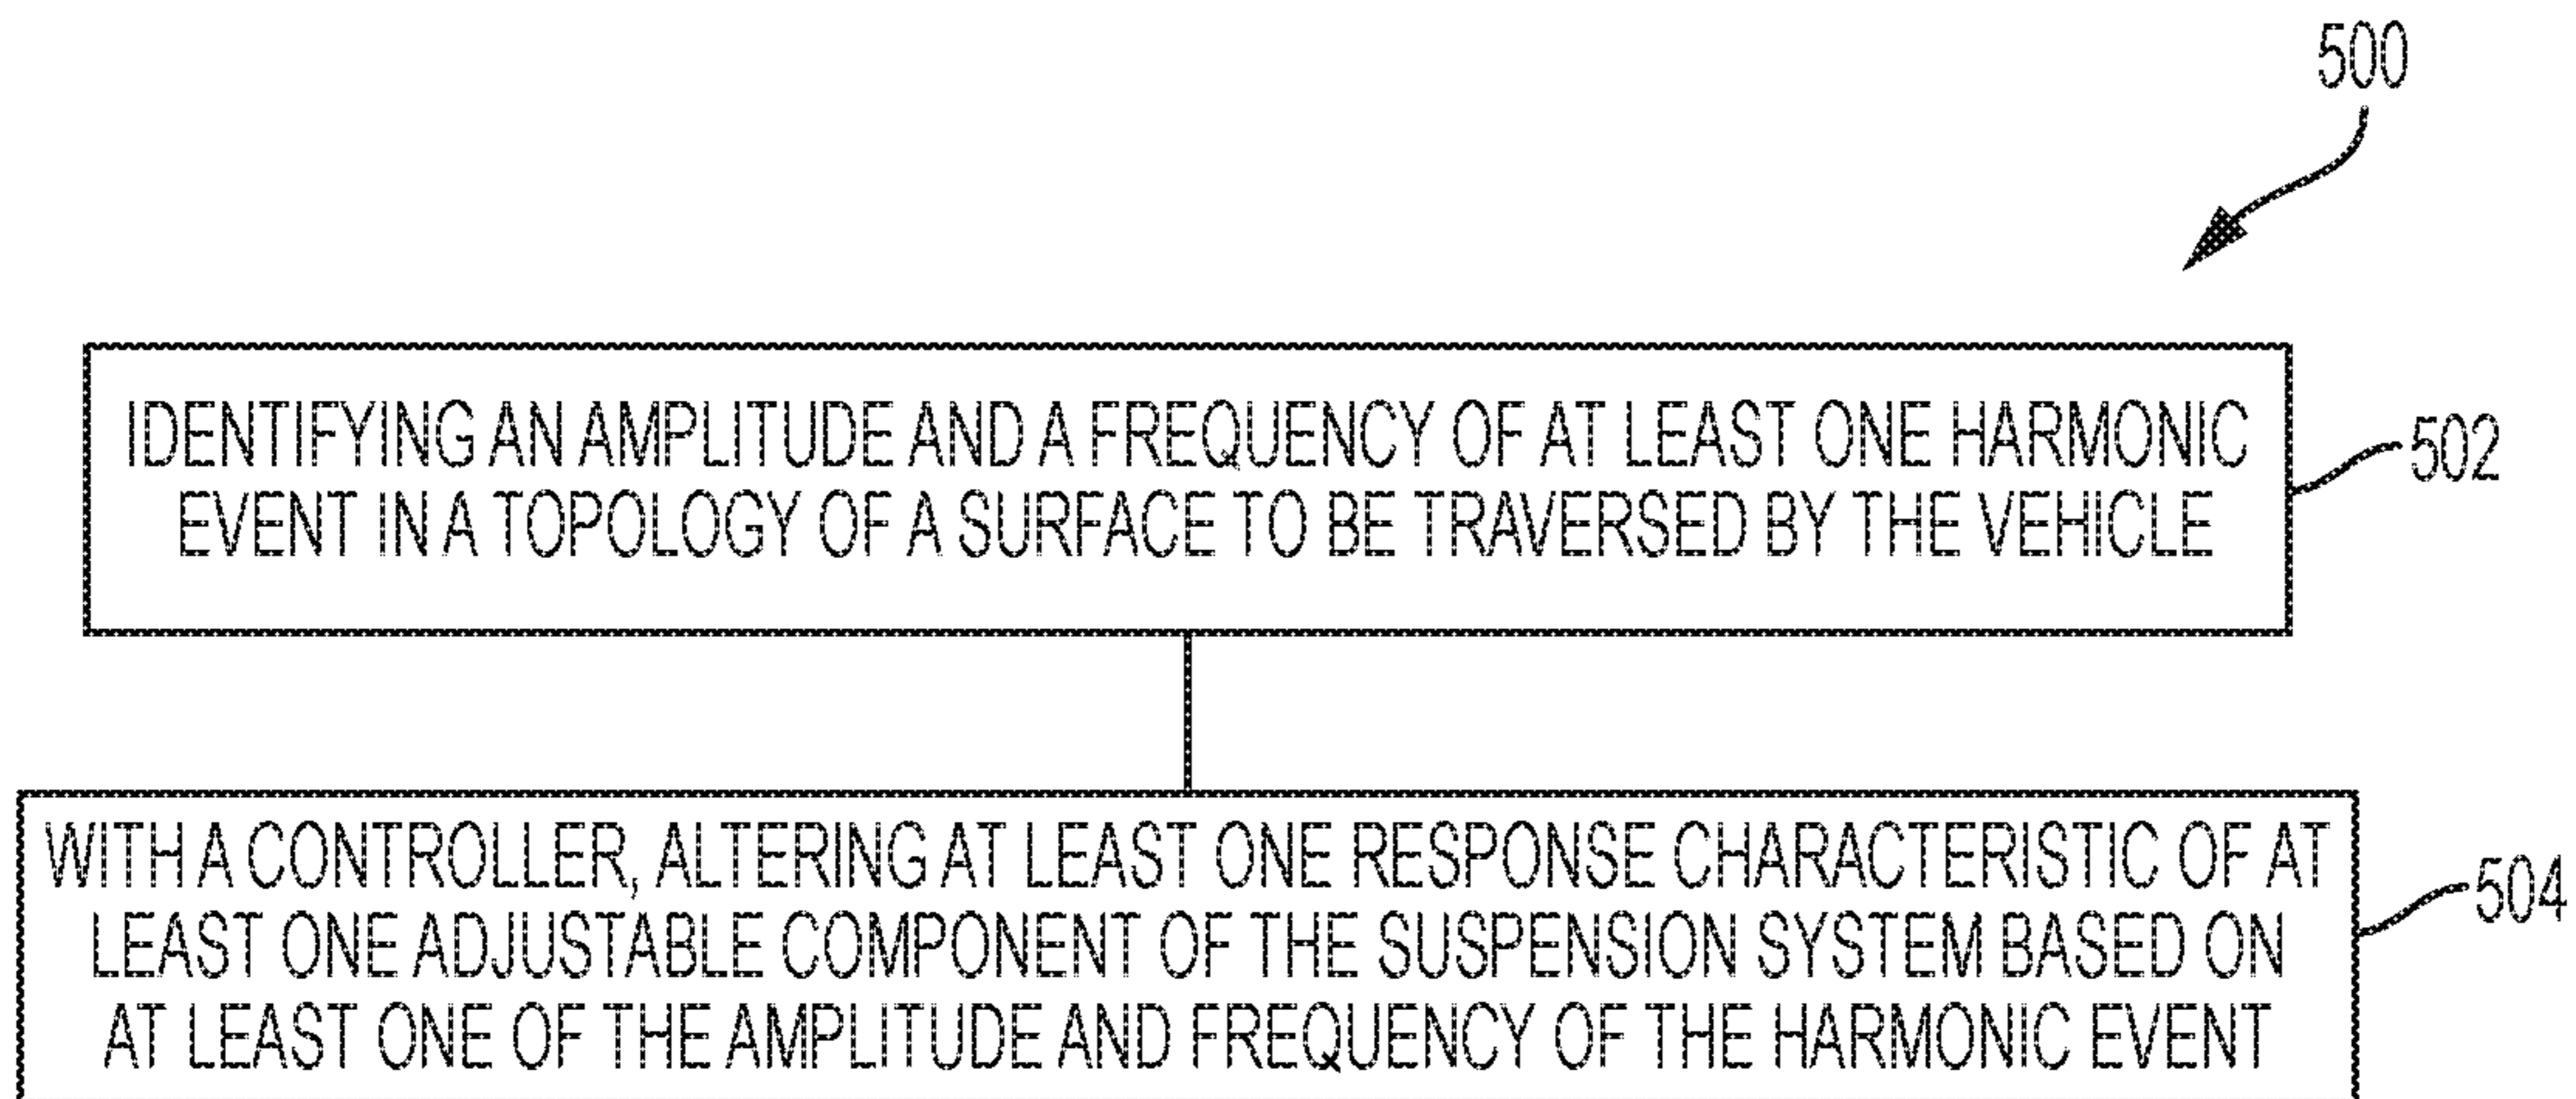 500
IDENTIFYING AN AMPLITUDE AND A FREQUENCY OF AT LEAST ONE HARMONIC
EVENT IN A TOPOLOGY OF A SURFACE TO BE TRAVERSED BY THE VEHICLE
502
WITH A CONTROLLER, ALTERING AT LEAST ONE RESPONSE CHARACTERISTIC OF AT
LEAST ONE ADJUSTABLE COMPONENT OF THE SUSPENSION SYSTEM BASED ON
AT LEAST ONE OF THE AMPLITUDE AND FREQUENCY OF THE HARMONIC EVENT
504